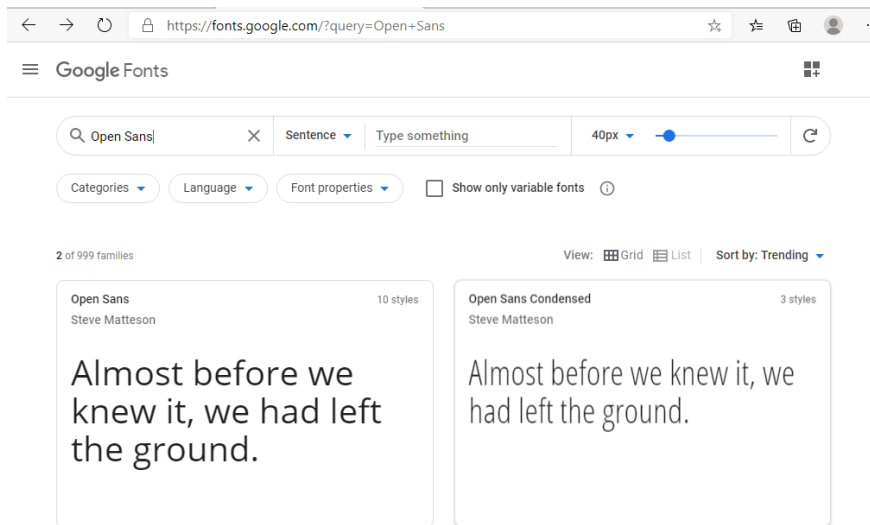 https://fonts.google.com/?query=Open+Sans
Google Fonts
Open Sans Sentence Type something 40px
Categories Language Font properties Show only variable fonts
2 of 999 families View: Grid List Sort by: Trending
Open Sans 10 styles
Steve Matteson
Almost before we
knew it, we had left
the ground.
Open Sans Condensed 3 styles
Steve Matteson
Almost before we knew it, we
had left the ground.